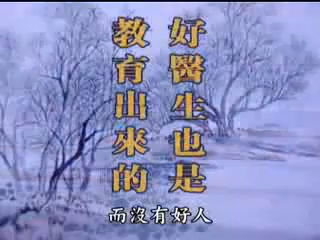 好醫生也是
教育出來的
而沒有好人